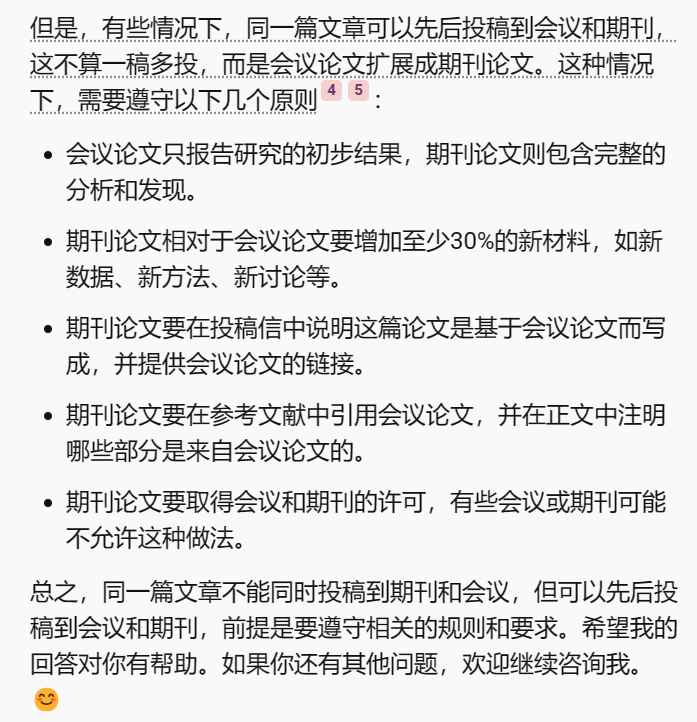 但是，有些情况下，同一篇文章可以先后投稿到会议和期刊，
这不算一稿多投，而是会议论文扩展成期刊论文。这种情况
下，需要遵守以下几个原则 4 5 ：
• 会议论文只报告研究的初步结果，期刊论文则包含完整的
分析和发现。
• 期刊论文相对于会议论文要增加至少30%的新材料，如新
数据、新方法、新讨论等。
• 期刊论文要在投稿信中说明这篇论文是基于会议论文而写
成，并提供会议论文的链接。
• 期刊论文要在参考文献中引用会议论文，并在正文中注明
哪些部分是来自会议论文的。
• 期刊论文要取得会议和期刊的许可，有些会议或期刊可能
不允许这种做法。
总之，同一篇文章不能同时投稿到期刊和会议，但可以先后投
稿到会议和期刊，前提是要遵守相关的规则和要求。希望我的
回答对你有帮助。如果你还有其他问题，欢迎继续咨询我。
😊